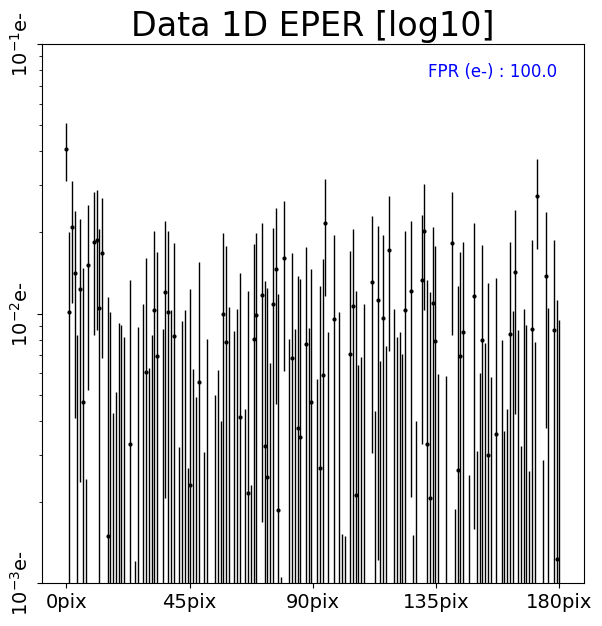 Data 1D EPER [log10]
10⁻¹e-
FPR (e-) : 100.0
10⁻²e-
10⁻³e-
0pix 45pix 90pix 135pix 180pix